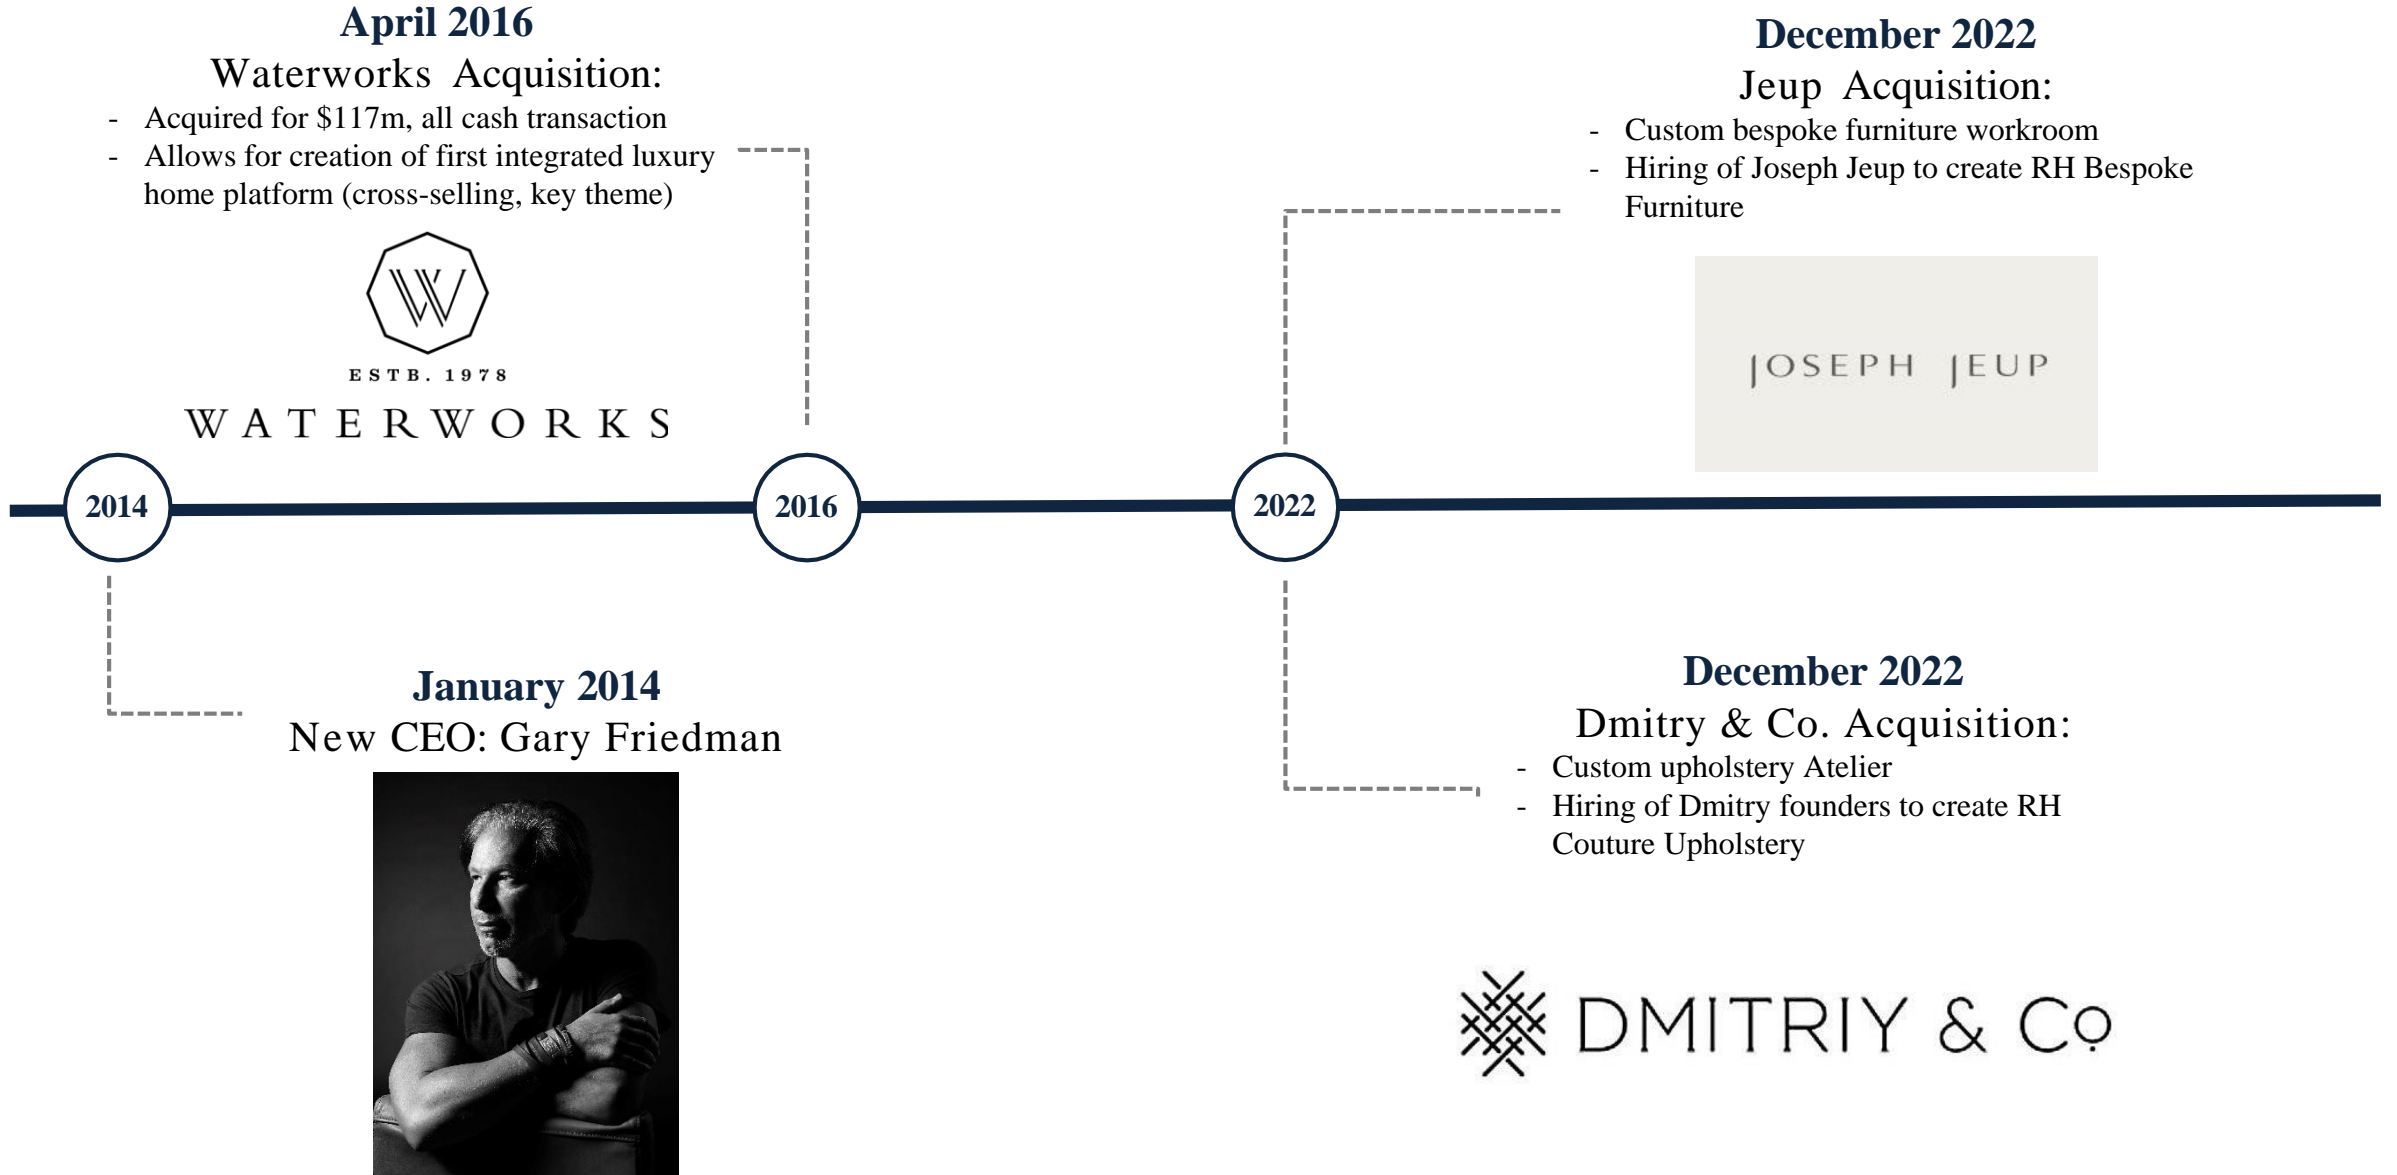 April 2016
Waterworks Acquisition:
- Acquired for $117m, all cash transaction
- Allows for creation of first integrated luxury
home platform (cross-selling, key theme)
W
ESTB. 1978
WATERWORKS
December 2022
Jeup Acquisition:
- Custom bespoke furniture workroom
- Hiring of Joseph Jeup to create RH Bespoke
Furniture
JOSEPH JEUP
2014
2016
2022
January 2014
New CEO: Gary Friedman
December 2022
Dmitry & Co. Acquisition:
- Custom upholstery Atelier
- Hiring of Dmitry founders to create RH
Couture Upholstery
DMITRIY & Co